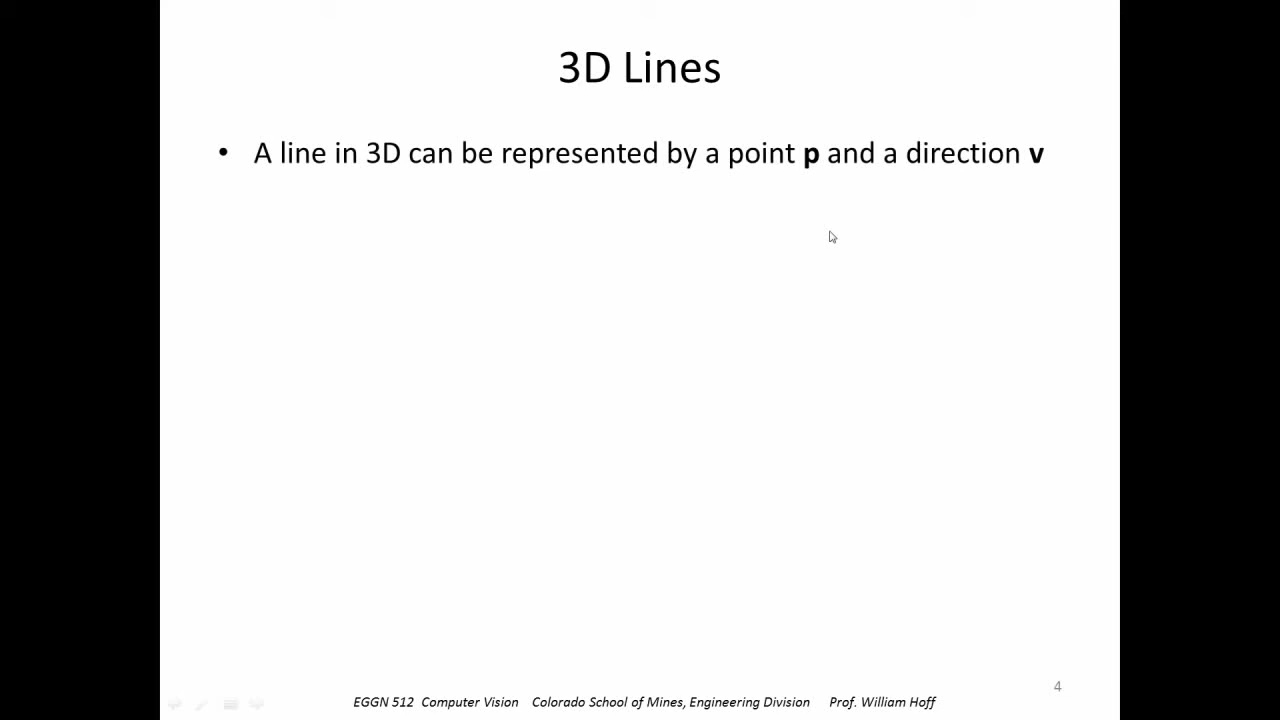 3D Lines
• A line in 3D can be represented by a point p and a direction v
4
EGGN 512 Computer Vision Colorado School of Mines, Engineering Division Prof. William Hoff